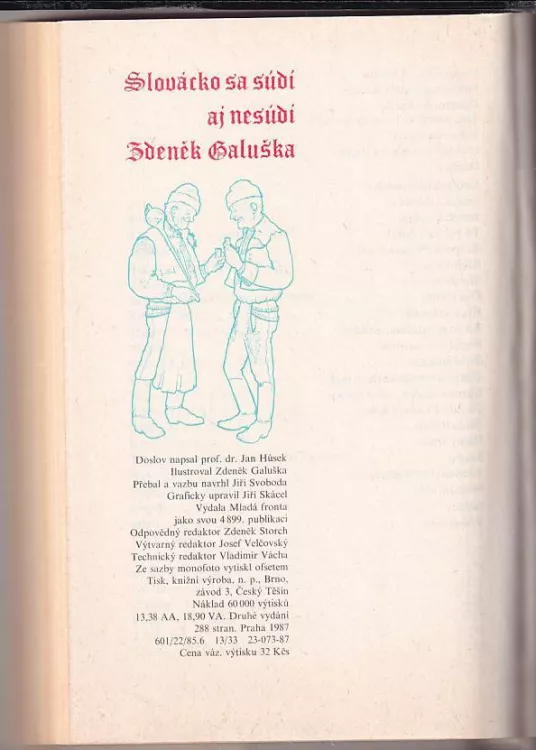 Slovácko sa súdí
aj nesúdí
Zdeněk Galuška
Doslov napsal prof. dr. Jan Húsek
Ilustroval Zdeněk Galuška
Přebal a vazbu navrhl Jiří Svoboda
Graficky upravil Jiří Skácel
Vydala Mladá fronta
jako svou 4 899. publikaci
Odpovědný redaktor Zdeněk Storch
Výtvarný redaktor Josef Velčovský
Technický redaktor Vladimír Vácha
Ze sazby monofoto vytiskl ofsetem
Tisk, knižní výroba, n. p., Brno,
závod 3, Český Těšín
Náklad 60 000 výtisků
13,38 AA, 18,90 VA. Druhé vydání
288 stran. Praha 1987
601/22/85.6 13/33 23-073-87
Cena váz. výtisku 32 Kčs